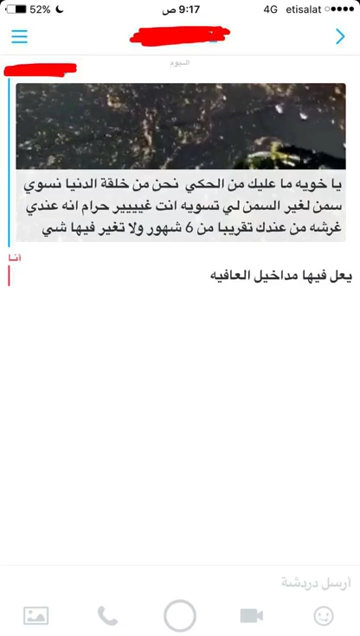 52% 9:17 ص 4G etisalat
اليوم
يا خويه ما عليك من الحكي نحن من خلقة الدنيا نسوي
سمن لغير السمن لي تسويه انت غيييير حرام انه عندي
غرشه من عندك تقريبا من 6 شهور ولا تغير فيها شي
أنا
يعل فيها مداخيل العافيه
أرسل دردشة